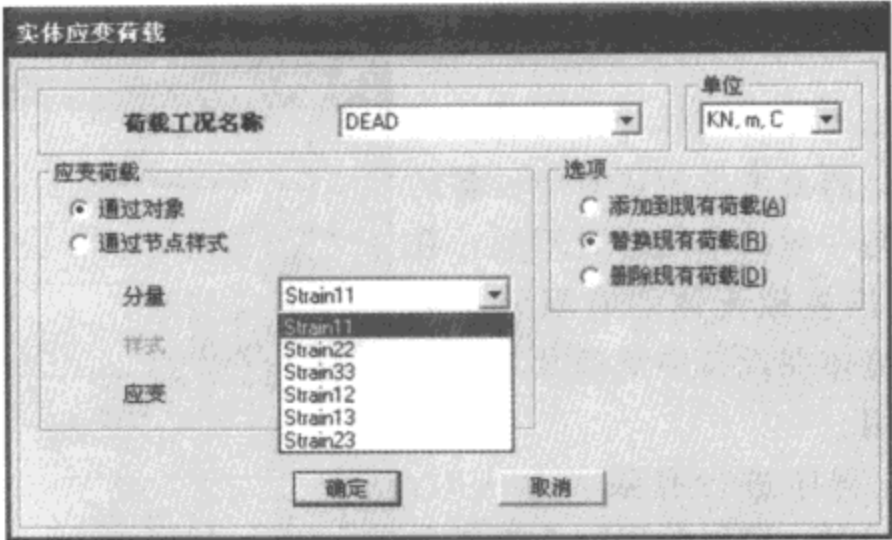 实体应变荷载
单位
荷载工况名称 DEAD KN, m, C
应变荷载 选项
通过对象 添加到现有荷载(A)
通过节点样式 替换现有荷载(R)
删除现有荷载(D)
分量 Strain11
Strain11
样式 Strain22
Strain33
应变 Strain12
Strain13
Strain23
确定 取消